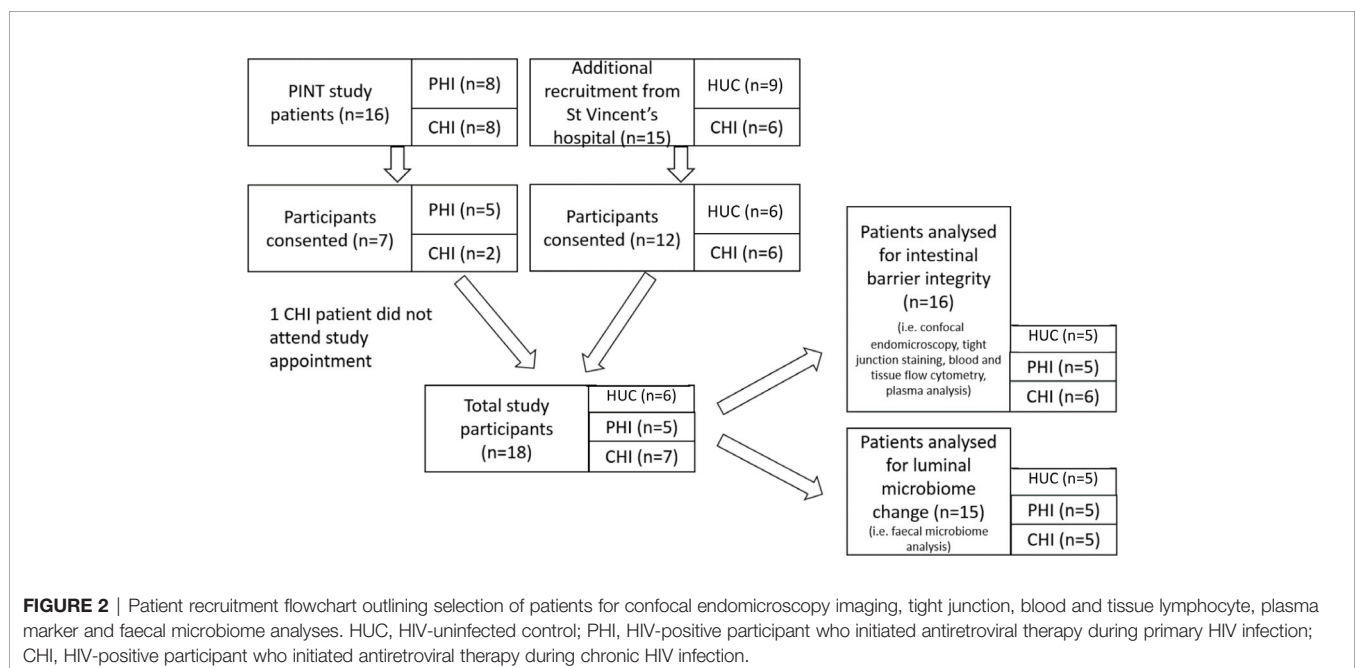 PINT study
patients (n=16)
PHI (n=8)
CHI (n=8)
Additional
recruitment from
St Vincent's
hospital (n=15)
HUC (n=9)
CHI (n=6)
Participants
consented (n=7)
PHI (n=5)
CHI (n=2)
Participants
consented (n=12)
HUC (n=6)
CHI (n=6)
1 CHI patient did not
attend study
appointment
Total study
participants
(n=18)
HUC (n=6)
PHI (n=5)
CHI (n=7)
Patients analysed
for intestinal
barrier integrity
(n=16)
(i.e. confocal
endomicroscopy, tight
junction staining, blood and
tissue flow cytometry,
plasma analysis)
HUC (n=5)
PHI (n=5)
CHI (n=6)
Patients analysed
for luminal
microbiome
change (n=15)
(i.e. faecal microbiome
analysis)
HUC (n=5)
PHI (n=5)
CHI (n=5)
FIGURE 2 | Patient recruitment flowchart outlining selection of patients for confocal endomicroscopy imaging, tight junction, blood and tissue lymphocyte, plasma
marker and faecal microbiome analyses. HUC, HIV-uninfected control; PHI, HIV-positive participant who initiated antiretroviral therapy during primary HIV infection;
CHI, HIV-positive participant who initiated antiretroviral therapy during chronic HIV infection.